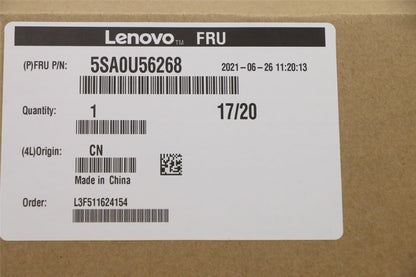 Lenovo™ FRU
(P)FRU P/N: 5SA0U56268 2021-06-26 11:20:13
Quantity: 1 17/20
(4L)Origin: CN
Made in China
Order: L3F511624154